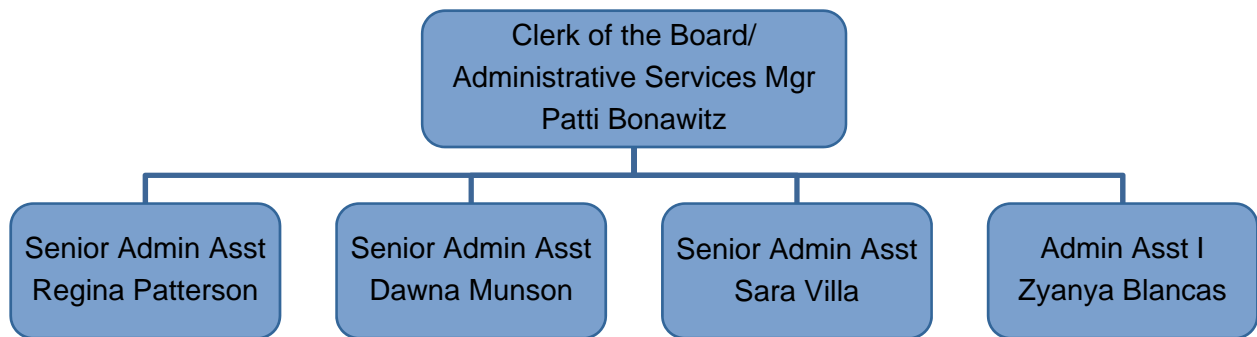 Clerk of the Board/
Administrative Services Mgr
Patti Bonawitz
Senior Admin Asst
Regina Patterson
Senior Admin Asst
Dawna Munson
Senior Admin Asst
Sara Villa
Admin Asst I
Zyanya Blancas